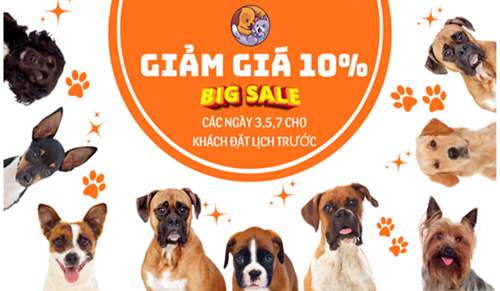 GIẢM GIÁ 10%
BIG SALE
CÁC NGÀY 3,5,7 CHO
KHÁCH ĐẶT LỊCH TRƯỚC